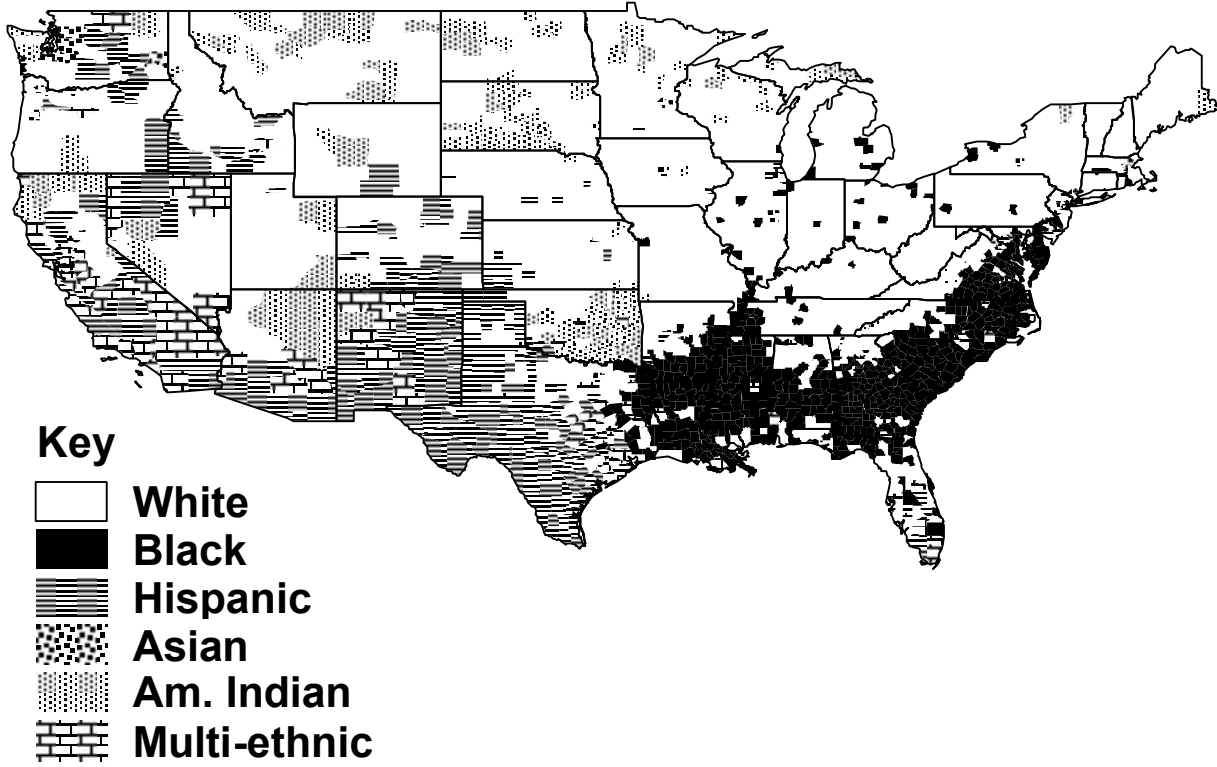 Key
White
Black
Hispanic
Asian
Am. Indian
Multi-ethnic